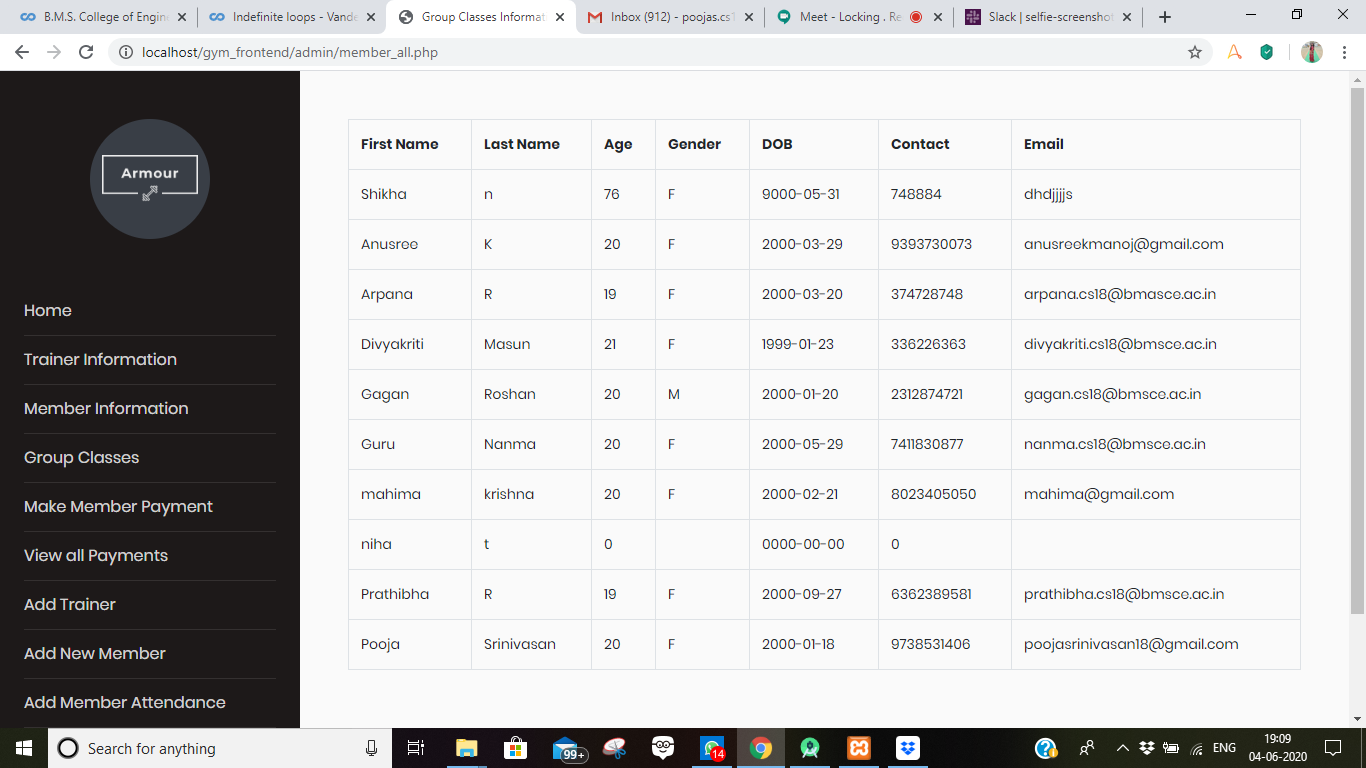 B.M.S. College of Engine
Indefinite loops - Vande
Group Classes Informat
Inbox (912) - poojas.cs1
Meet - Locking . Re
Slack | selfie-screenshot
localhost/gym_frontend/admin/member_all.php
Armour
Home
Trainer Information
Member Information
Group Classes
Make Member Payment
View all Payments
Add Trainer
Add New Member
Add Member Attendance
First Name Last Name Age Gender DOB Contact Email
Shikha n 76 F 9000-05-31 748884 dhdjjjjs
Anusree K 20 F 2000-03-29 9393730073 anusreekmanoj@gmail.com
Arpana R 19 F 2000-03-20 374728748 arpana.cs18@bmasce.ac.in
Divyakriti Masun 21 F 1999-01-23 336226363 divyakriti.cs18@bmsce.ac.in
Gagan Roshan 20 M 2000-01-20 2312874721 gagan.cs18@bmsce.ac.in
Guru Nanma 20 F 2000-05-29 7411830877 nanma.cs18@bmsce.ac.in
mahima krishna 20 F 2000-02-21 8023405050 mahima@gmail.com
niha t 0 0000-00-00 0
Prathibha R 19 F 2000-09-27 6362389581 prathibha.cs18@bmsce.ac.in
Pooja Srinivasan 20 F 2000-01-18 9738531406 poojasrinivasan18@gmail.com
Search for anything
99+
14
ENG
19:09
04-06-2020